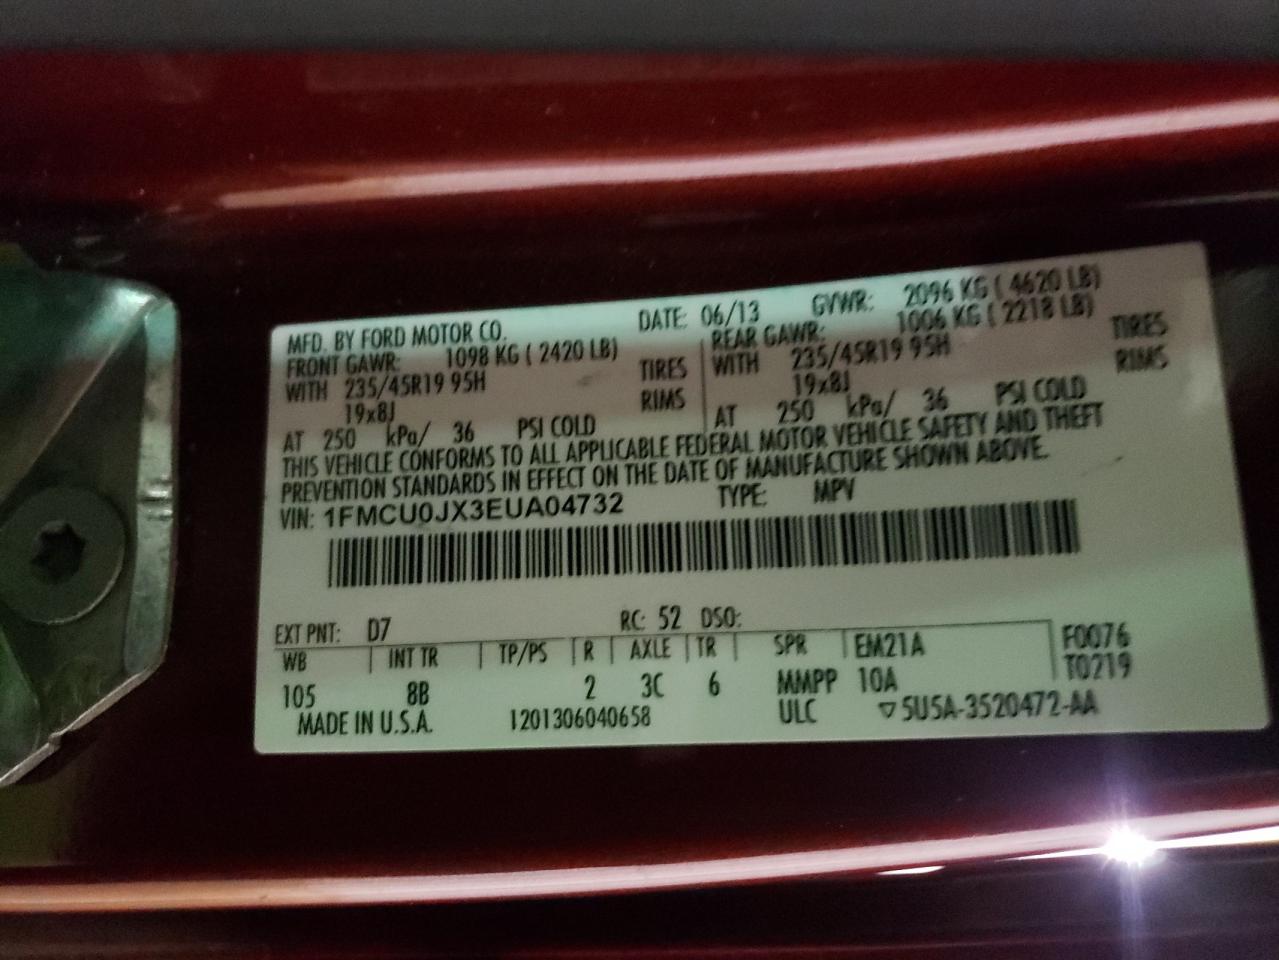 MFD. BY FORD MOTOR CO. DATE: 06/13 GVWR: 2096 KG ( 4620 LB)
FRONT GAWR: 1098 KG ( 2420 LB) REAR GAWR: 1006 KG ( 2218 LB)
WITH 235/45R19 95H TIRES WITH 235/45R19 95H TIRES
19x8J RIMS 19x8J RIMS
AT 250 kPa/ 36 PSI COLD AT 250 kPa/ 36 PSI COLD
THIS VEHICLE CONFORMS TO ALL APPLICABLE FEDERAL MOTOR VEHICLE SAFETY AND THEFT
PREVENTION STANDARDS IN EFFECT ON THE DATE OF MANUFACTURE SHOWN ABOVE.
VIN: 1FMCU0JX3EUA04732 TYPE: MPV
EXT PNT: D7 RC: 52 DSO:
WB INT TR TP/PS R AXLE TR SPR EM21A F0076
105 8B 2 3C 6 MMPP 10A T0219
MADE IN U.S.A. 1201306040658 ULC ▽5U5A-3520472-AA